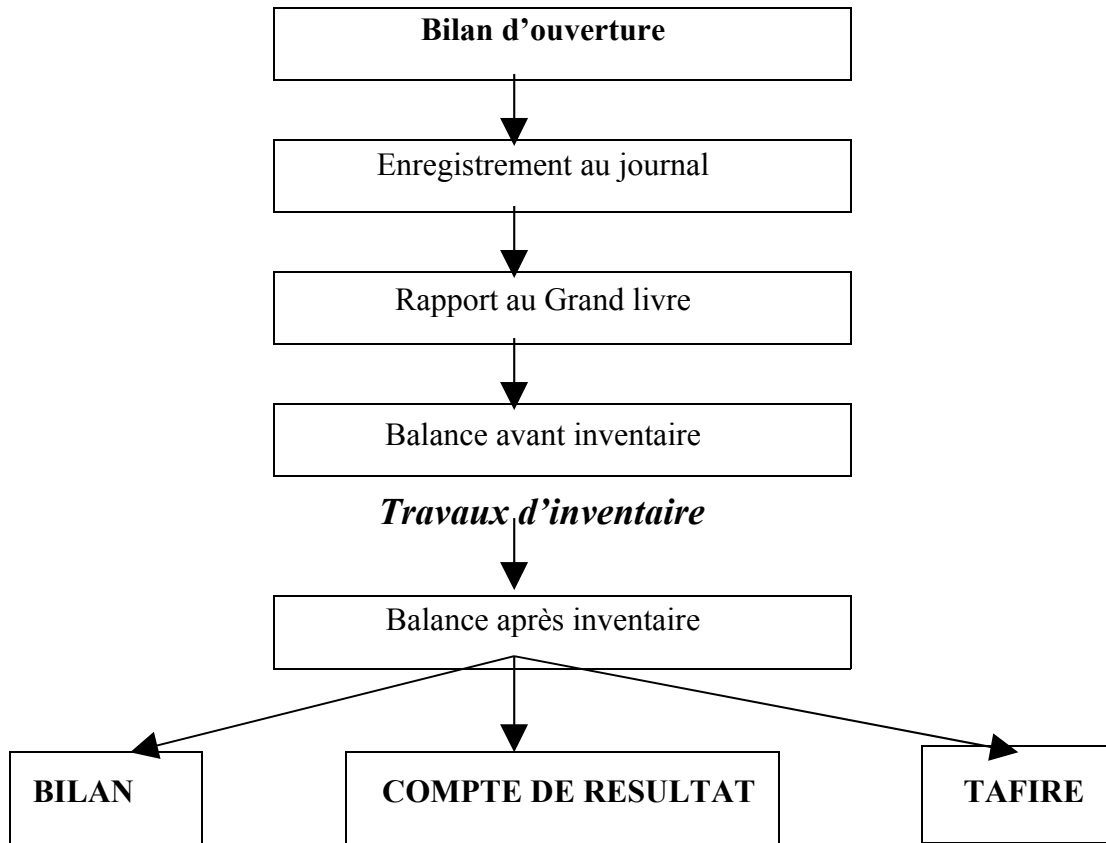 Bilan d’ouverture
Enregistrement au journal
Rapport au Grand livre
Balance avant inventaire
Travaux d’inventaire
Balance après inventaire
BILAN
COMPTE DE RESULTAT
TAFIRE